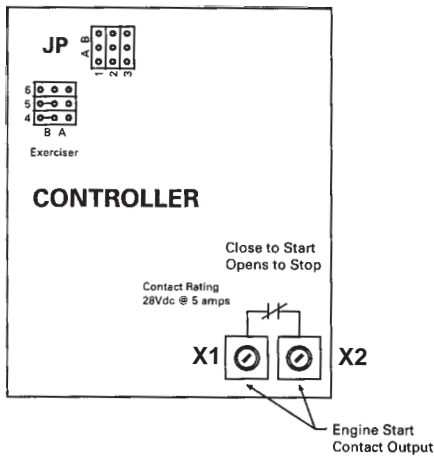 JP
A B
1 2 3
6
5
4
B A
Exerciser
CONTROLLER
Close to Start
Opens to Stop
Contact Rating
28Vdc @ 5 amps
X1
X2
Engine Start
Contact Output